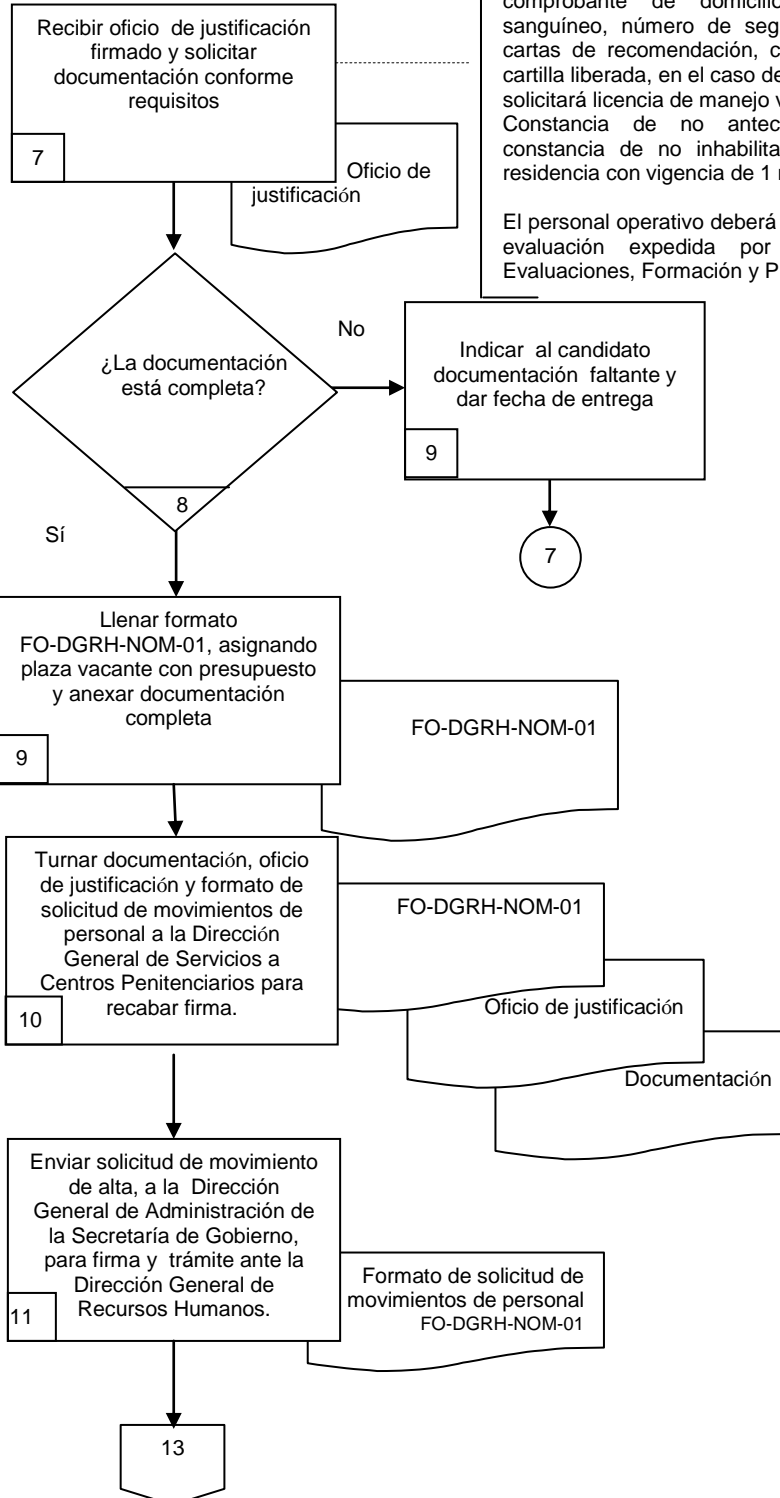 Recibir oficio de justificación
firmado y solicitar
documentación conforme
requisitos
7
Oficio de
justificación
comprobante de domicilio
sanguíneo, número de seg
cartas de recomendación, c
cartilla liberada, en el caso de
solicitará licencia de manejo v
Constancia de no antec
constancia de no inhabilita
residencia con vigencia de 1
El personal operativo deberá
evaluación expedida por
Evaluaciones, Formación y P
¿La documentación
está completa?
8
No
Indicar al candidato
documentación faltante y
dar fecha de entrega
9
7
Sí
Llenar formato
FO-DGRH-NOM-01, asignando
plaza vacante con presupuesto
y anexar documentación
completa
9
FO-DGRH-NOM-01
Turnar documentación, oficio
de justificación y formato de
solicitud de movimientos de
personal a la Dirección
General de Servicios a
Centros Penitenciarios para
recabar firma.
10
FO-DGRH-NOM-01
Oficio de justificación
Documentación
Enviar solicitud de movimiento
de alta, a la Dirección
General de Administración de
la Secretaría de Gobierno,
para firma y trámite ante la
Dirección General de
Recursos Humanos.
11
Formato de solicitud de
movimientos de personal
FO-DGRH-NOM-01
13